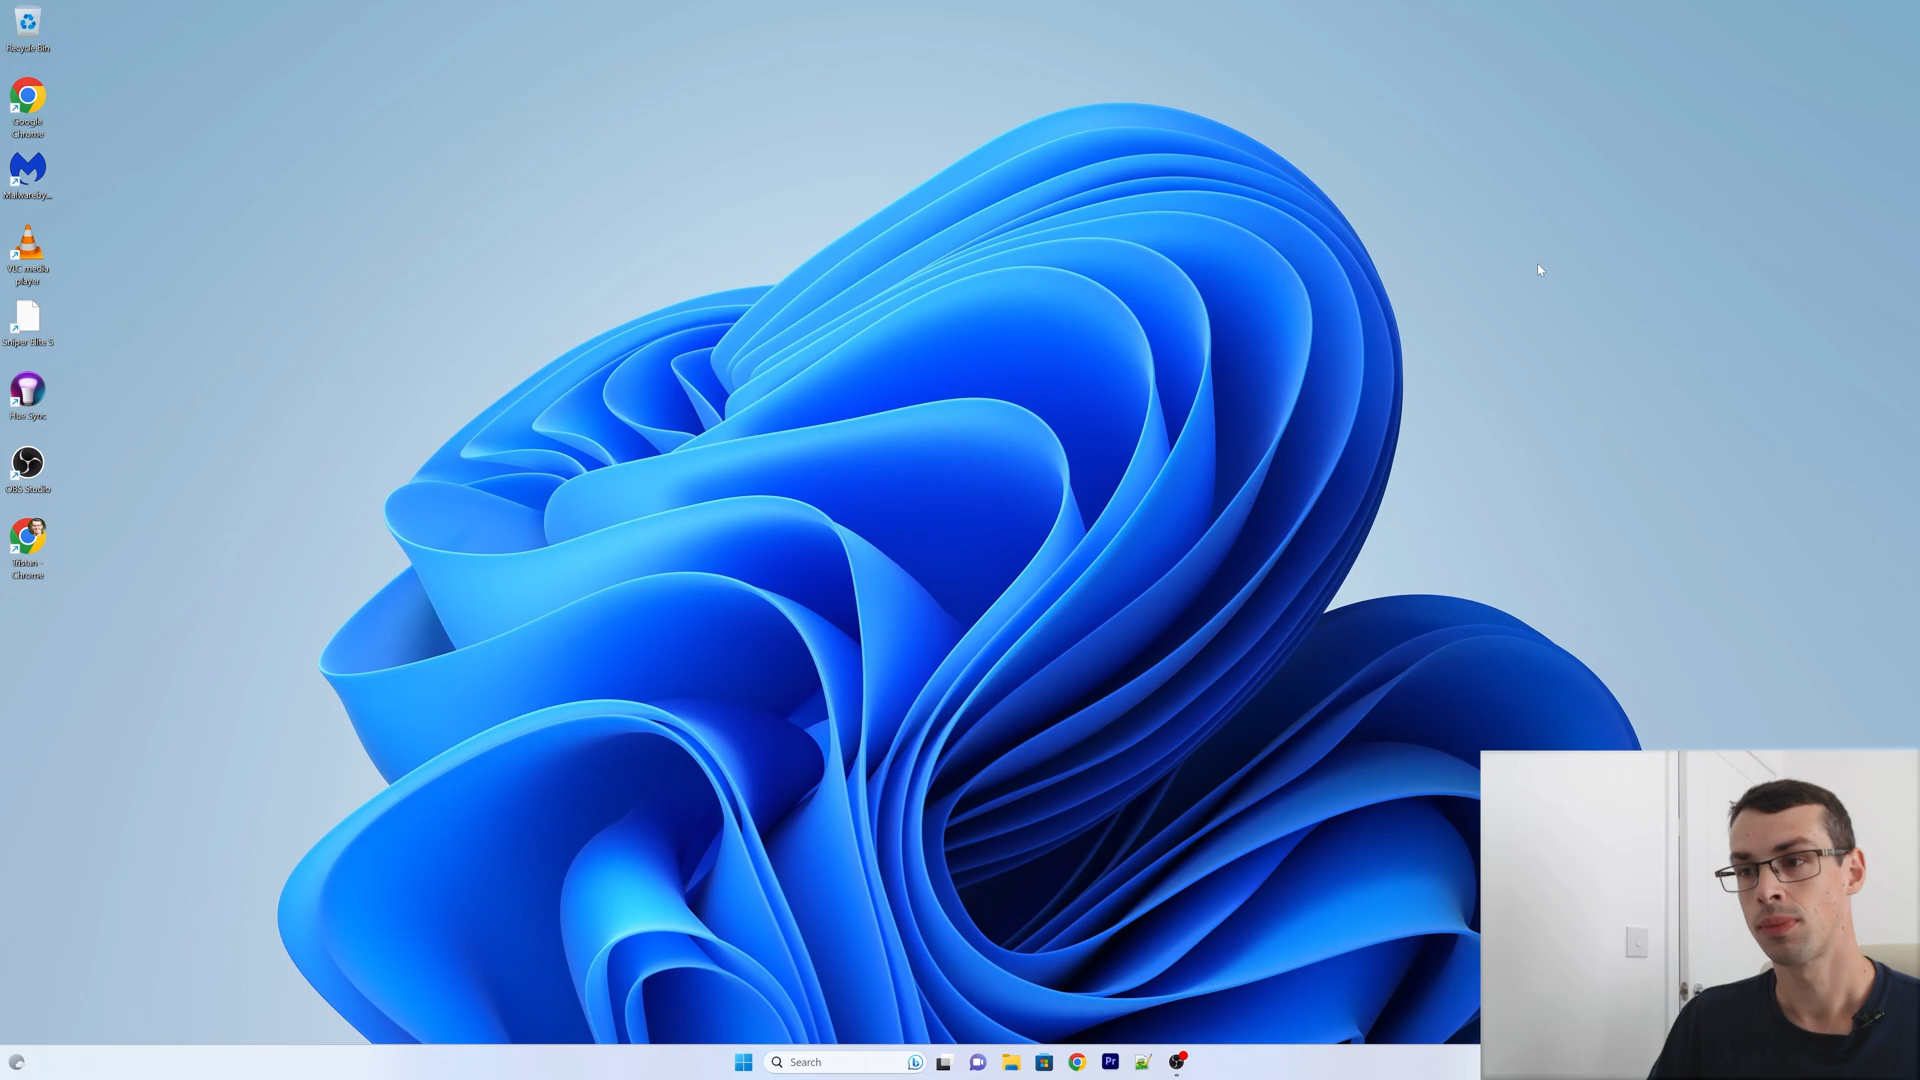 Recycle Bin
Google
Chrome
Malwareby...
VLC media
player
Sniper Elite 5
Hue Sync
OBS Studio
Tristan -
Chrome
Search
b
Pr